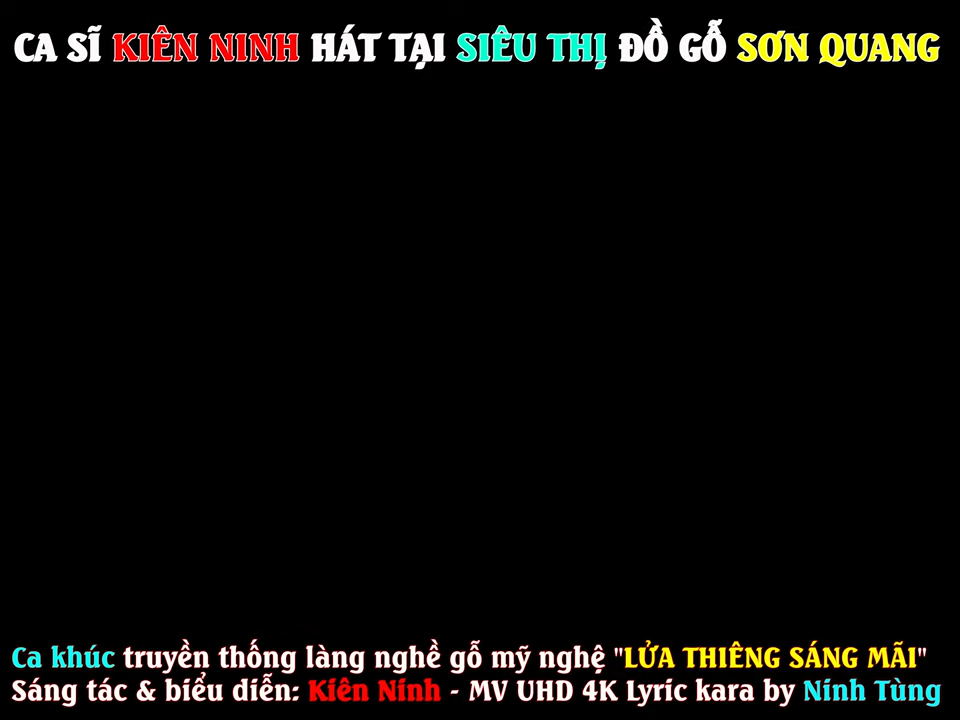 CA SĨ KIÊN NINH HÁT TẠI SIÊU THỊ ĐỒ GỖ SƠN QUANG
Ca khúc truyền thống làng nghề gỗ mỹ nghệ "LỬA THIÊNG SÁNG MÃI"
Sáng tác & biểu diễn: Kiên Ninh - MV UHD 4K Lyric kara by Ninh Tùng